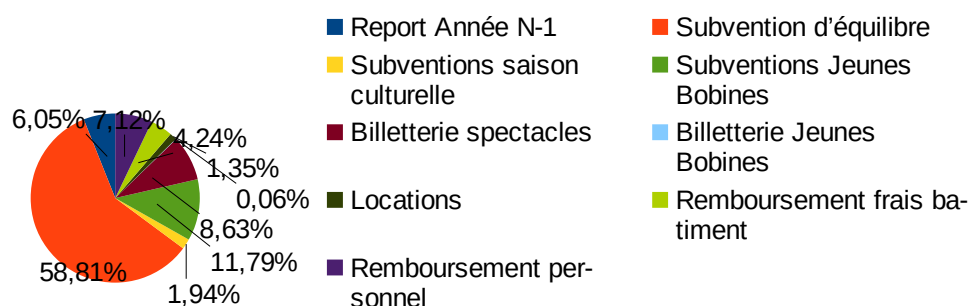 Report Année N-1
Subvention d'équilibre
Subventions saison
culturelle
Subventions Jeunes
Bobines
Billetterie spectacles
Billetterie Jeunes
Bobines
Locations
Remboursement frais ba-
timent
Remboursement per-
sonnel
6,05%
7,12%
4,24%
1,35%
0,06%
8,63%
11,79%
1,94%
58,81%